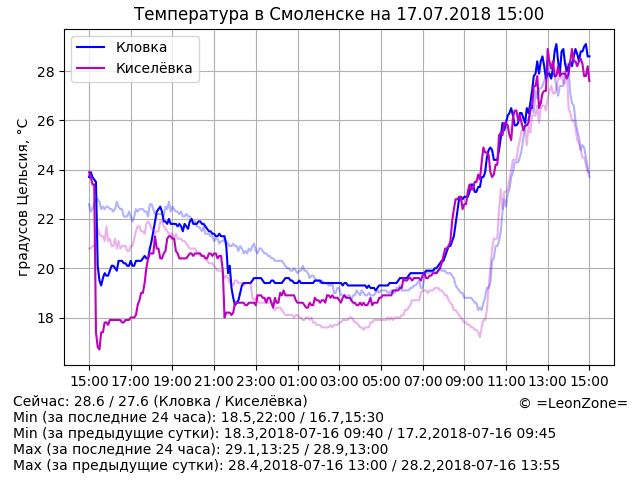 Температура в Смоленске на 17.07.2018 15:00
Кловка
Киселёвка
градусов Цельсия, °C
28
26
24
22
20
18
15:00 17:00 19:00 21:00 23:00 01:00 03:00 05:00 07:00 09:00 11:00 13:00 15:00
Сейчас: 28.6 / 27.6 (Кловка / Киселёвка)
© =LeonZone=
Min (за последние 24 часа): 18.5,22:00 / 16.7,15:30
Min (за предыдущие сутки): 18.3,2018-07-16 09:40 / 17.2,2018-07-16 09:45
Max (за последние 24 часа): 29.1,13:25 / 28.9,13:00
Max (за предыдущие сутки): 28.4,2018-07-16 13:00 / 28.2,2018-07-16 13:55